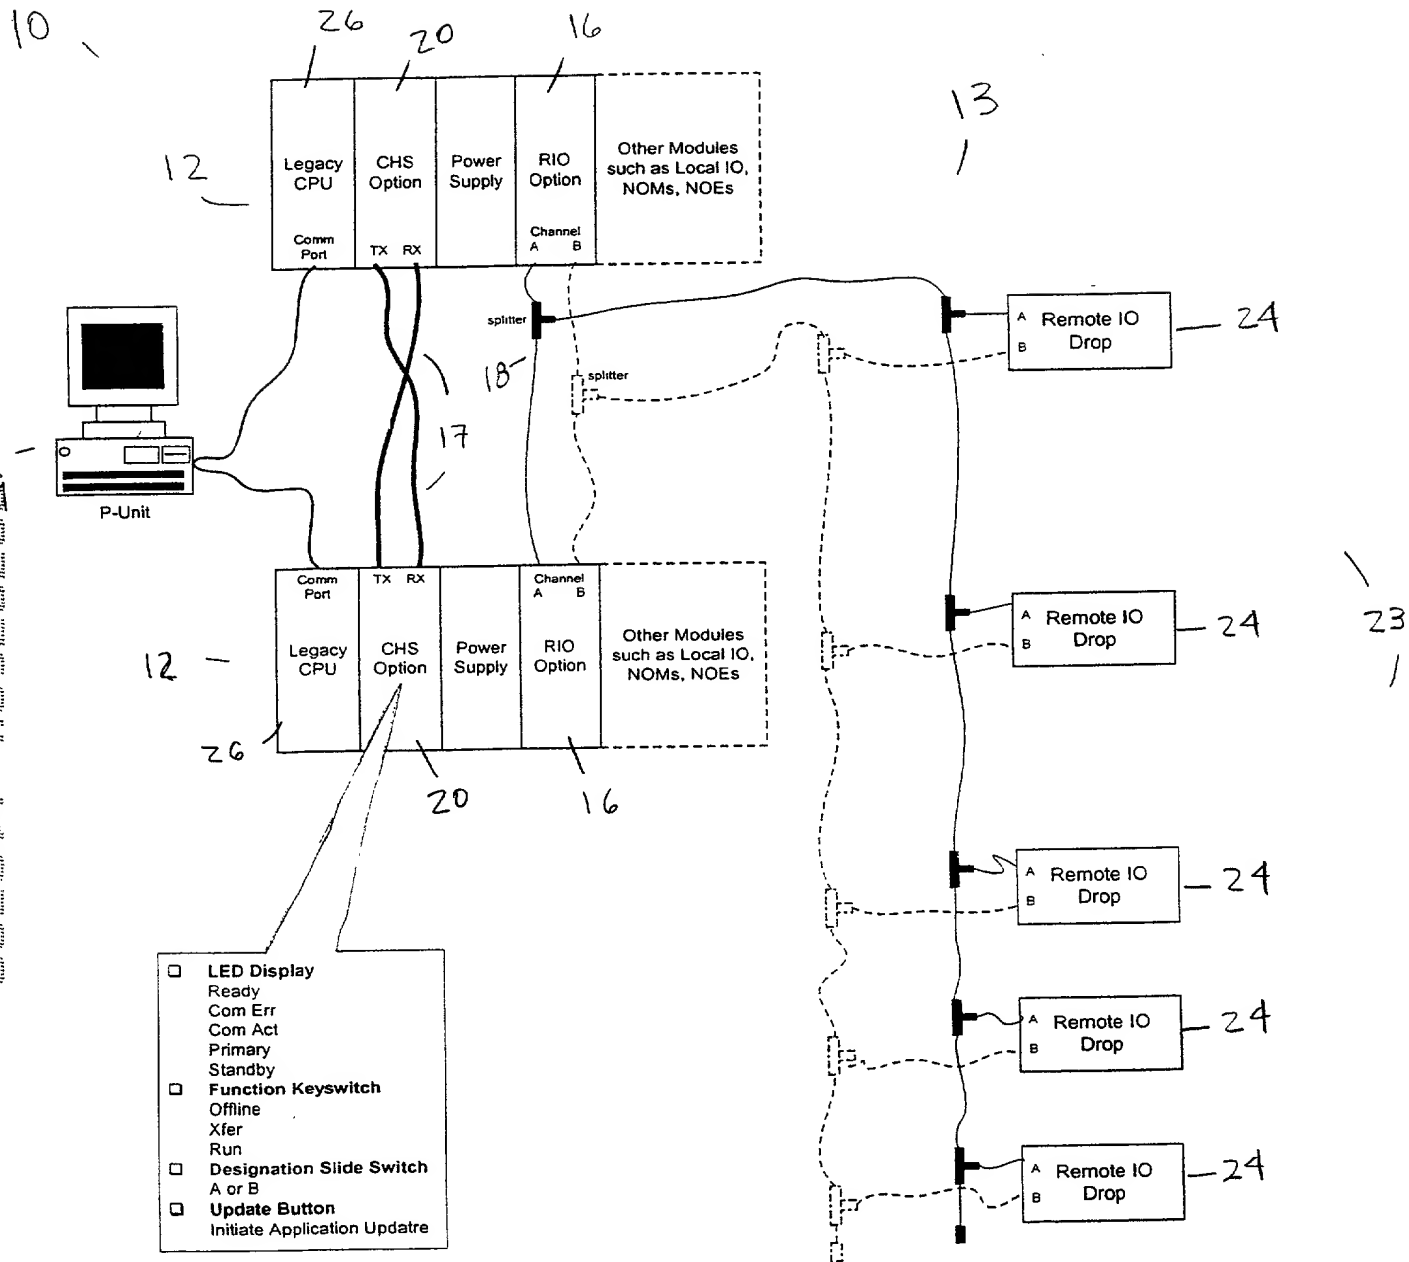 10
26
20
16
13
12
Legacy
CPU
CHS
Option
Power
Supply
RIO
Option
Other Modules
such as Local IO,
NOMs, NOEs
Comm
Port
TX RX
Channel
A B
splitter
18
splitter
17
P-Unit
A
B
Remote IO
Drop
24
Comm
Port
TX RX
Channel
A B
12
Legacy
CPU
CHS
Option
Power
Supply
RIO
Option
Other Modules
such as Local IO,
NOMs, NOEs
26
20
16
A
B
Remote IO
Drop
24
23
A
B
Remote IO
Drop
24
A
B
Remote IO
Drop
24
A
B
Remote IO
Drop
24
LED Display
Ready
Com Err
Com Act
Primary
Standby
Function Keyswitch
Offline
Xfer
Run
Designation Slide Switch
A or B
Update Button
Initiate Application Updatre